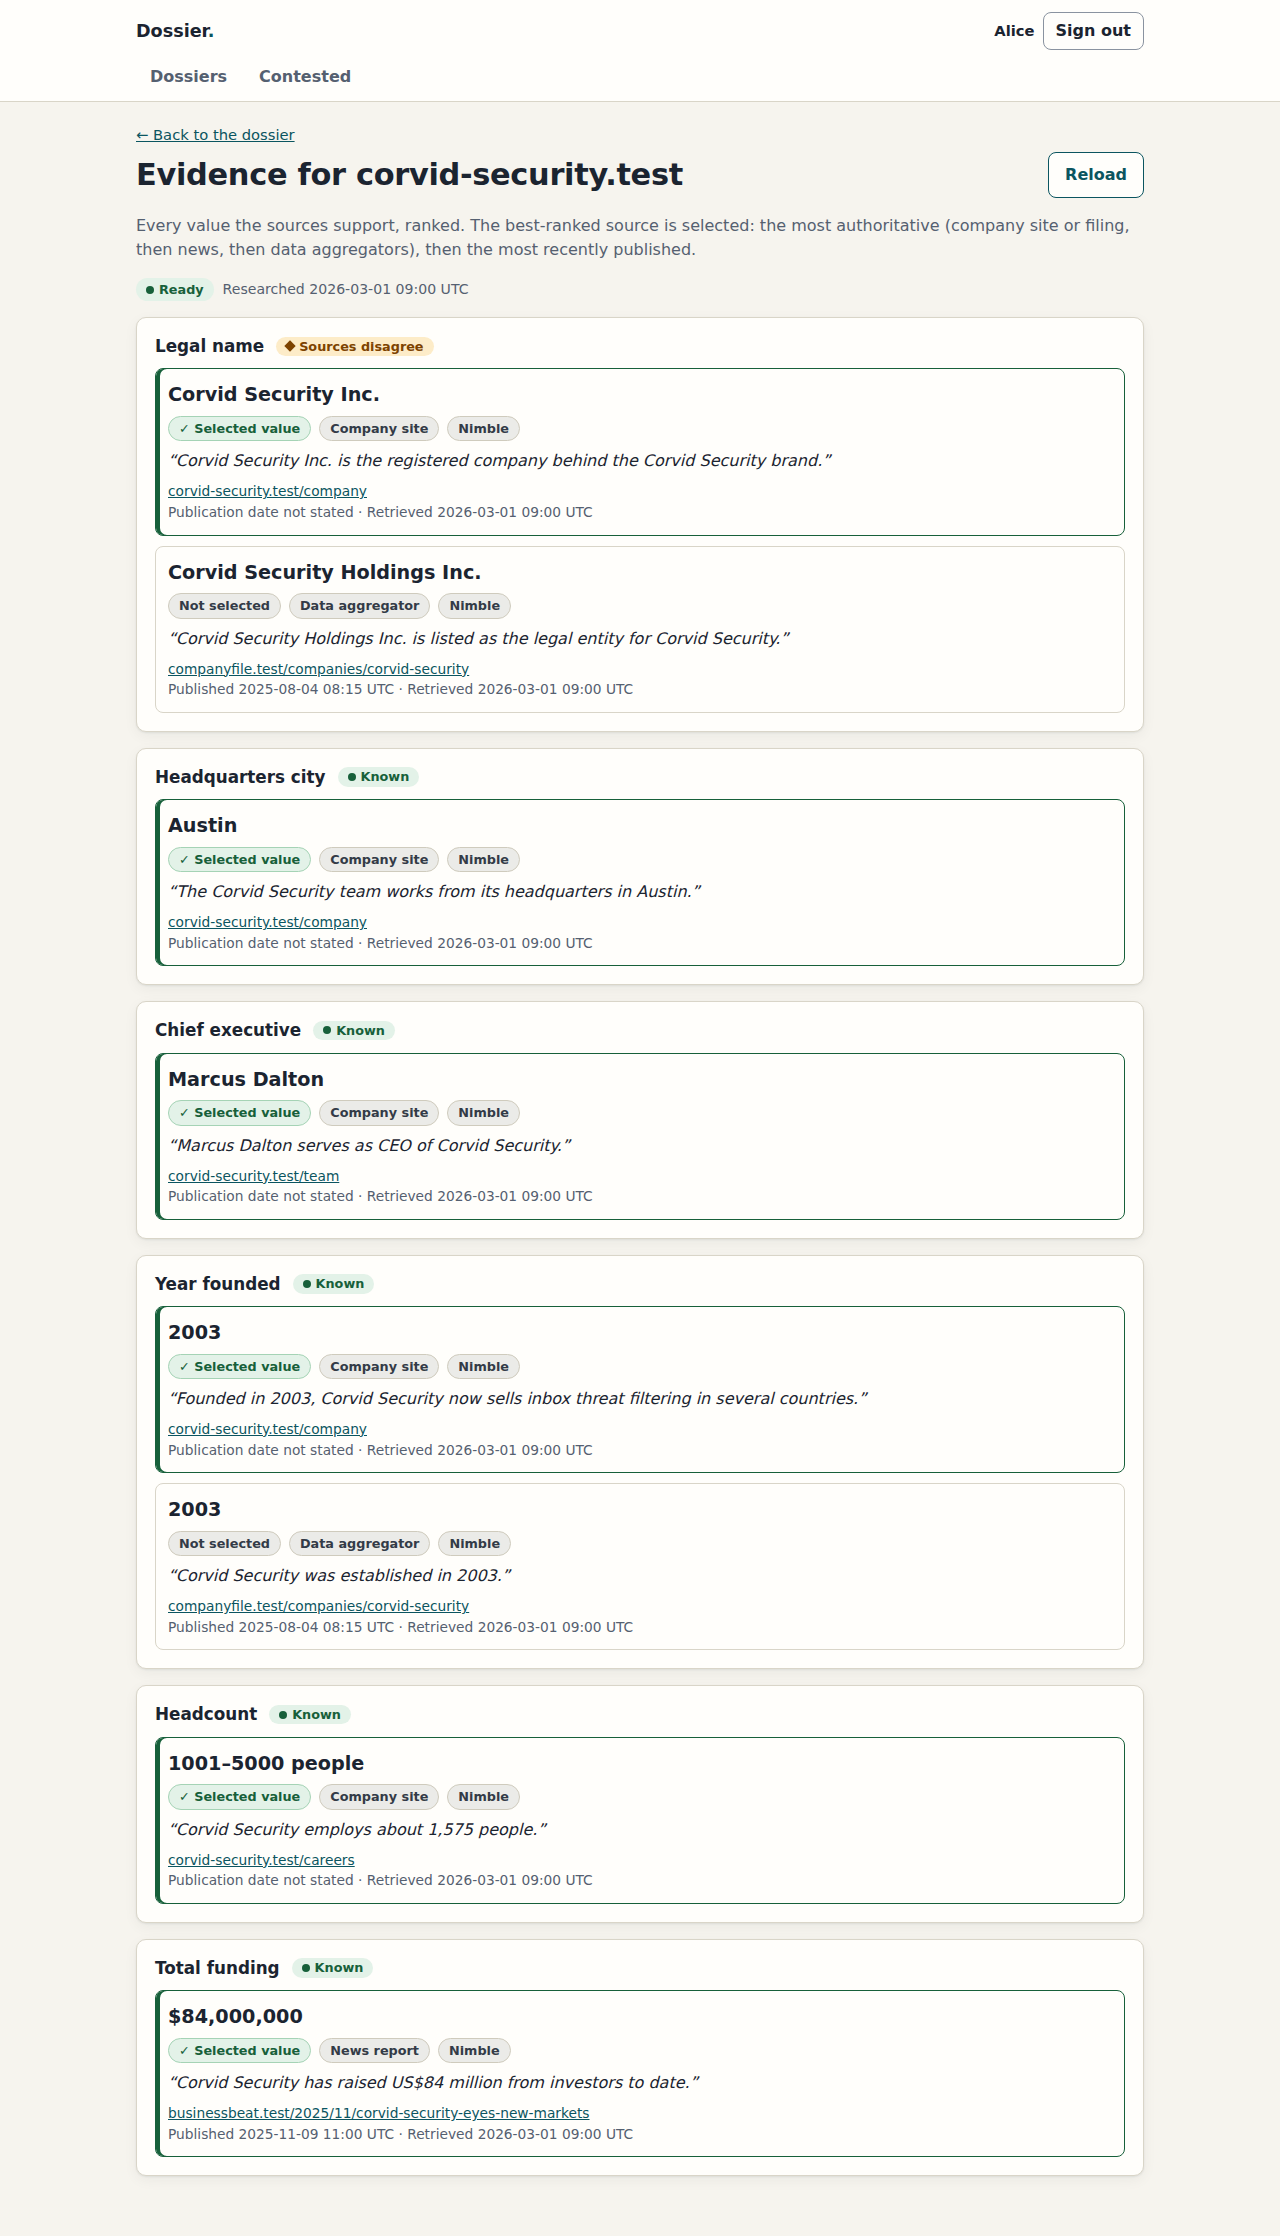 Dossier.
Alice
Sign out
Dossiers
Contested
← Back to the dossier
Evidence for corvid-security.test
Reload
Every value the sources support, ranked. The best-ranked source is selected: the most authoritative (company site or filing,
then news, then data aggregators), then the most recently published.
Ready
Researched 2026-03-01 09:00 UTC
Legal name
Sources disagree
Corvid Security Inc.
✓ Selected value
Company site
Nimble
“Corvid Security Inc. is the registered company behind the Corvid Security brand.”
corvid-security.test/company
Publication date not stated · Retrieved 2026-03-01 09:00 UTC
Corvid Security Holdings Inc.
Not selected
Data aggregator
Nimble
“Corvid Security Holdings Inc. is listed as the legal entity for Corvid Security.”
companyfile.test/companies/corvid-security
Published 2025-08-04 08:15 UTC · Retrieved 2026-03-01 09:00 UTC
Headquarters city
Known
Austin
✓ Selected value
Company site
Nimble
“The Corvid Security team works from its headquarters in Austin.”
corvid-security.test/company
Publication date not stated · Retrieved 2026-03-01 09:00 UTC
Chief executive
Known
Marcus Dalton
✓ Selected value
Company site
Nimble
“Marcus Dalton serves as CEO of Corvid Security.”
corvid-security.test/team
Publication date not stated · Retrieved 2026-03-01 09:00 UTC
Year founded
Known
2003
✓ Selected value
Company site
Nimble
“Founded in 2003, Corvid Security now sells inbox threat filtering in several countries.”
corvid-security.test/company
Publication date not stated · Retrieved 2026-03-01 09:00 UTC
2003
Not selected
Data aggregator
Nimble
“Corvid Security was established in 2003.”
companyfile.test/companies/corvid-security
Published 2025-08-04 08:15 UTC · Retrieved 2026-03-01 09:00 UTC
Headcount
Known
1001–5000 people
✓ Selected value
Company site
Nimble
“Corvid Security employs about 1,575 people.”
corvid-security.test/careers
Publication date not stated · Retrieved 2026-03-01 09:00 UTC
Total funding
Known
$84,000,000
✓ Selected value
News report
Nimble
“Corvid Security has raised US$84 million from investors to date.”
businessbeat.test/2025/11/corvid-security-eyes-new-markets
Published 2025-11-09 11:00 UTC · Retrieved 2026-03-01 09:00 UTC